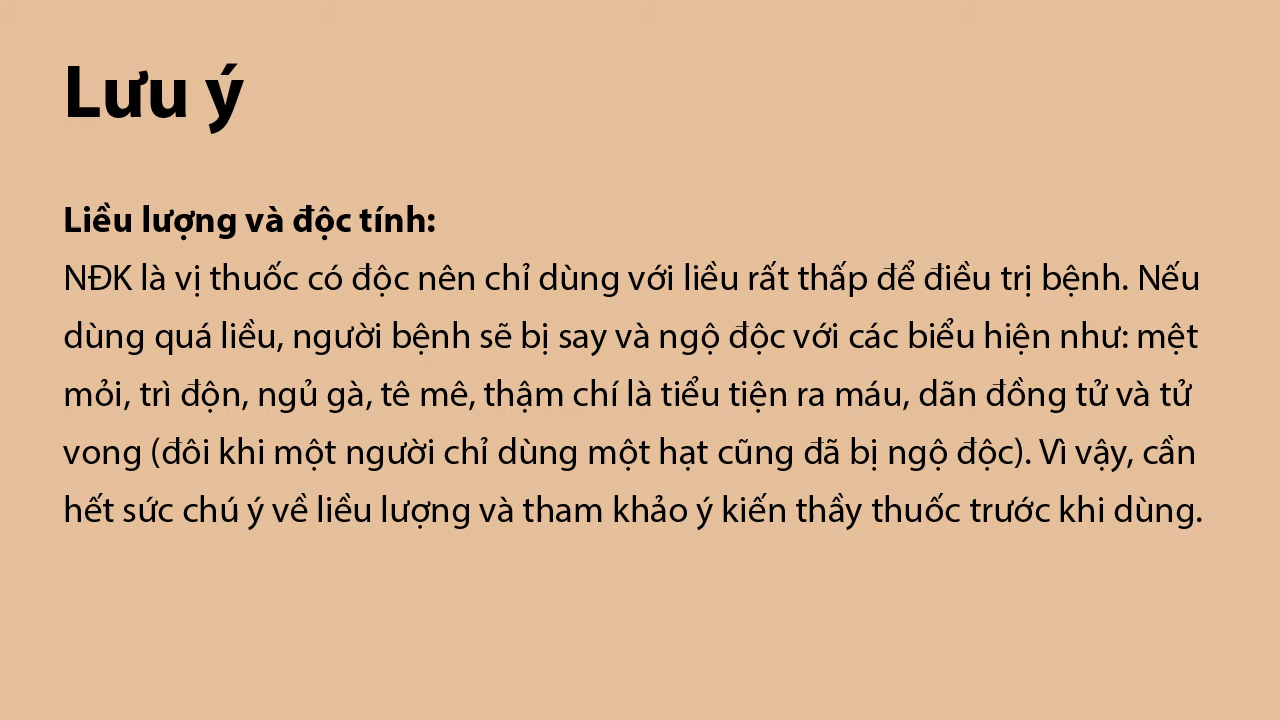 Lưu ý
Liều lượng và độc tính:
NĐK là vị thuốc có độc nên chỉ dùng với liều rất thấp để điều trị bệnh. Nếu
dùng quá liều, người bệnh sẽ bị say và ngộ độc với các biểu hiện như: mệt
mỏi, trì độn, ngủ gà, tê mê, thậm chí là tiểu tiện ra máu, dãn đồng tử và tử
vong (đôi khi một người chỉ dùng một hạt cũng đã bị ngộ độc). Vì vậy, cần
hết sức chú ý về liều lượng và tham khảo ý kiến thầy thuốc trước khi dùng.